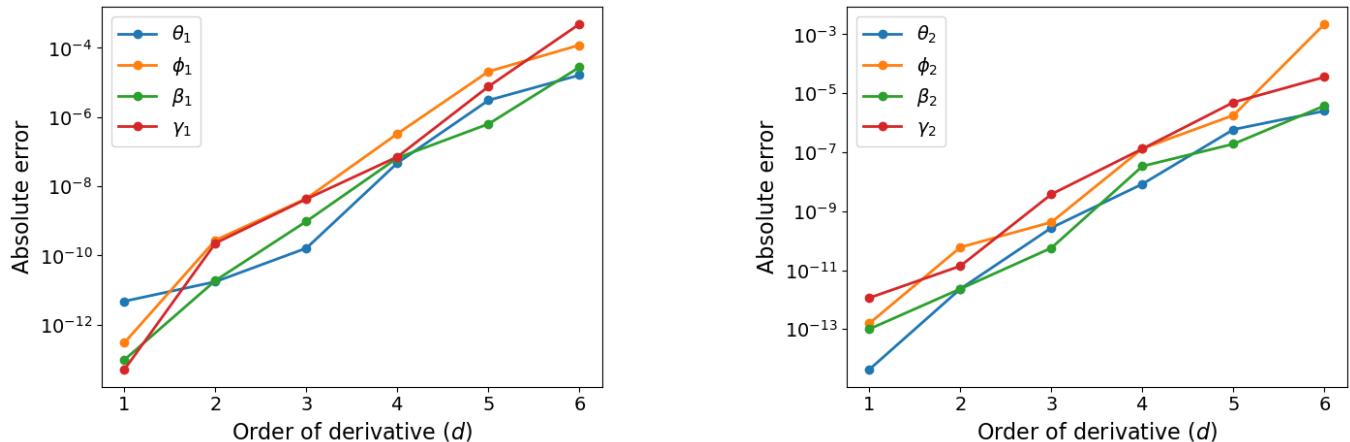 θ₁
ϕ₁
β₁
γ₁
10⁻⁴
10⁻⁶
10⁻⁸
10⁻¹⁰
10⁻¹²
Absolute error
1 2 3 4 5 6
Order of derivative (d)
θ₂
ϕ₂
β₂
γ₂
10⁻³
10⁻⁵
10⁻⁷
10⁻⁹
10⁻¹¹
10⁻¹³
Absolute error
1 2 3 4 5 6
Order of derivative (d)